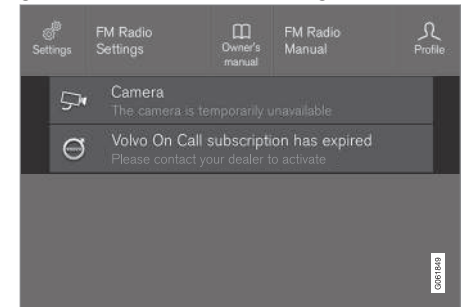 FM Radio
Settings
Settings
Owner's
manual
FM Radio
Manual
Profile
Camera
The camera is temporarily unavailable
Volvo On Call subscription has expired
Please contact your dealer to activate
G061849